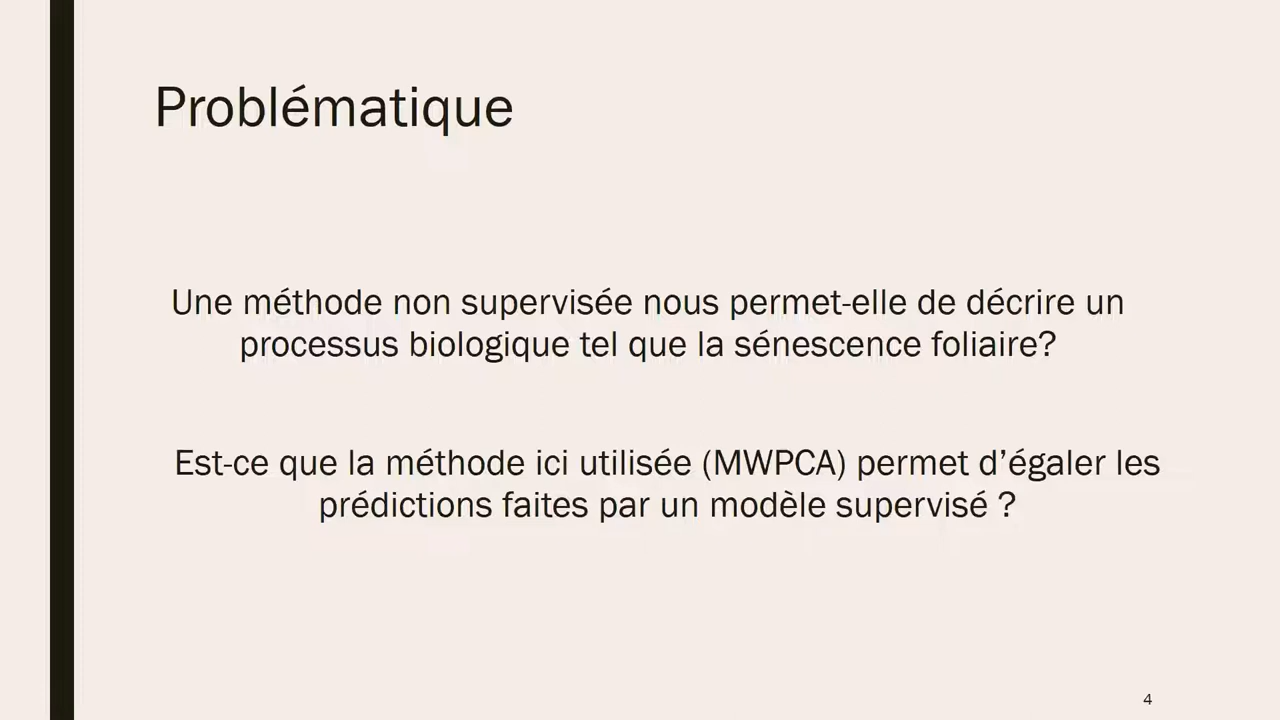 Problématique
Une méthode non supervisée nous permet-elle de décrire un
processus biologique tel que la sénescence foliaire?
Est-ce que la méthode ici utilisée (MWPCA) permet d’égaler les
prédictions faites par un modèle supervisé ?
4